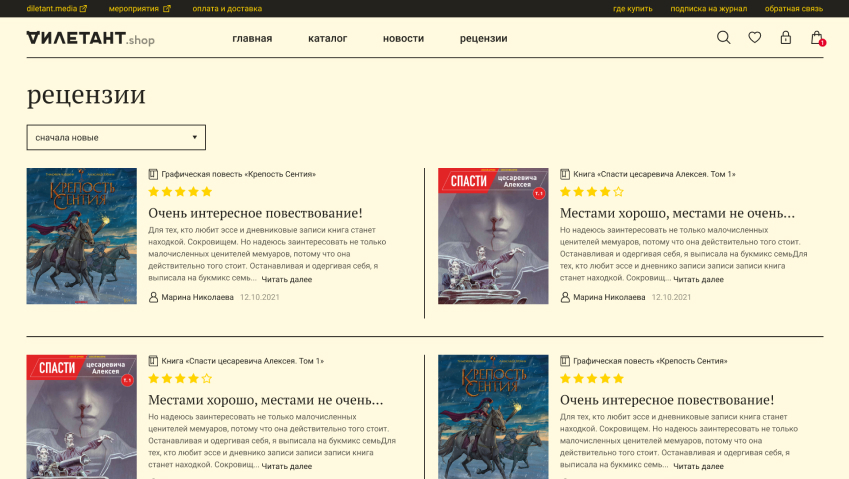 diletant.media мероприятия оплата и доставка где купить подписка на журнал обратная связь
ДИЛЕТАНТ.shop главная каталог новости рецензии 1
рецензии
сначала новые
КРЕПОСТЬ СЕНТИЯ
Графическая повесть «Крепость Сентия»
Очень интересное повествование!
Для тех, кто любит эссе и дневниковые записи книга станет
находкой. Сокровищем. Но надеюсь заинтересовать не только
малочисленных ценителей мемуаров, потому что она
действительно того стоит. Останавливая и одергивая себя, я
выписала на букмикс семь... Читать далее
Марина Николаева 12.10.2021
СПАСТИ цесаревича Алексея Т. 1
Книга «Спасти цесаревича Алексея. Том 1»
Местами хорошо, местами не очень...
Но надеюсь заинтересовать не только малочисленных
ценителей мемуаров, потому что она действительно того стоит.
Останавливая и одергивая себя, я выписала на букмикс семьДля
тех, кто любит эссе и дневнико записи записи записи книга
станет находкой. Сокровищ... Читать далее
Марина Николаева 12.10.2021
СПАСТИ цесаревича Алексея Т. 1
Книга «Спасти цесаревича Алексея. Том 1»
Местами хорошо, местами не очень...
Но надеюсь заинтересовать не только малочисленных
ценителей мемуаров, потому что она действительно того стоит.
Останавливая и одергивая себя, я выписала на букмикс семьДля
тех, кто любит эссе и дневнико записи записи записи книга
станет находкой. Сокровищ... Читать далее
КРЕПОСТЬ СЕНТИЯ
Графическая повесть «Крепость Сентия»
Очень интересное повествование!
Для тех, кто любит эссе и дневниковые записи книга станет
находкой. Сокровищем. Но надеюсь заинтересовать не только
малочисленных ценителей мемуаров, потому что она
действительно того стоит. Останавливая и одергивая себя, я
выписала на букмикс семь... Читать далее